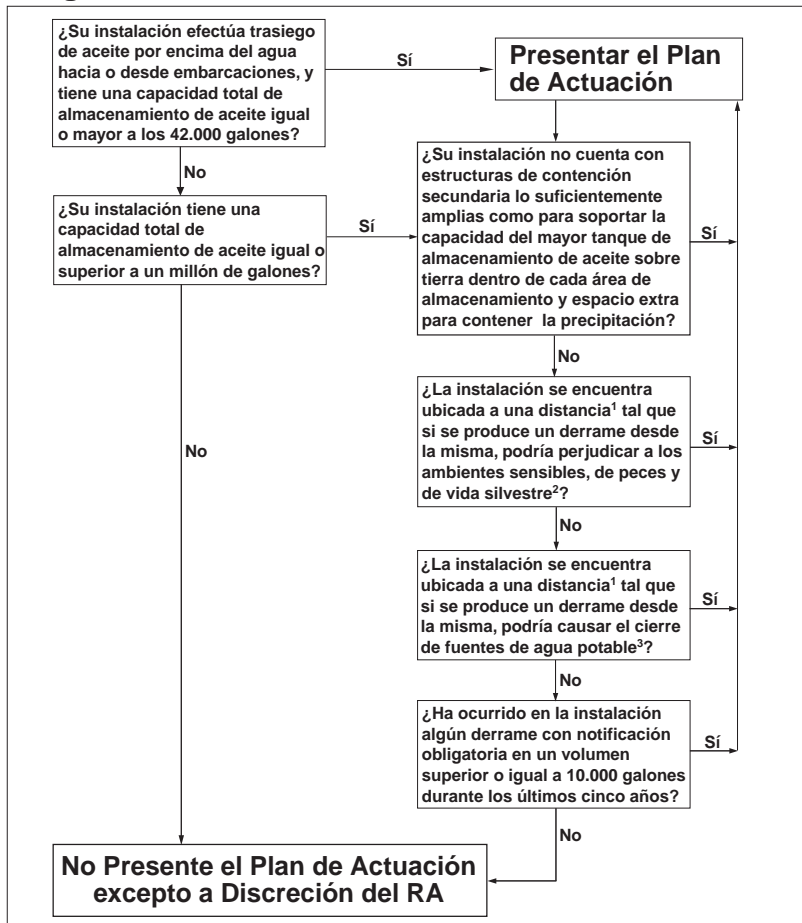 ¿Su instalación efectúa trasiego
de aceite por encima del agua
hacia o desde embarcaciones, y
tiene una capacidad total de
almacenamiento de aceite igual
o mayor a los 42.000 galones?
Sí
Presentar el Plan
de Actuación
No
¿Su instalación tiene una
capacidad total de
almacenamiento de aceite igual o
superior a un millón de galones?
Sí
¿Su instalación no cuenta con
estructuras de contención
secundaria lo suficientemente
amplias como para soportar la
capacidad del mayor tanque de
almacenamiento de aceite sobre
tierra dentro de cada área de
almacenamiento y espacio extra
para contener la precipitación?
Sí
No
¿La instalación se encuentra
ubicada a una distancia¹ tal que
si se produce un derrame desde
la misma, podría perjudicar a los
ambientes sensibles, de peces y
de vida silvestre²?
Sí
No
No
¿La instalación se encuentra
ubicada a una distancia¹ tal que
si se produce un derrame desde
la misma, podría causar el cierre
de fuentes de agua potable³?
Sí
No
¿Ha ocurrido en la instalación
algún derrame con notificación
obligatoria en un volumen
superior o igual a 10.000 galones
durante los últimos cinco años?
Sí
No
No Presente el Plan de Actuación
excepto a Discreción del RA